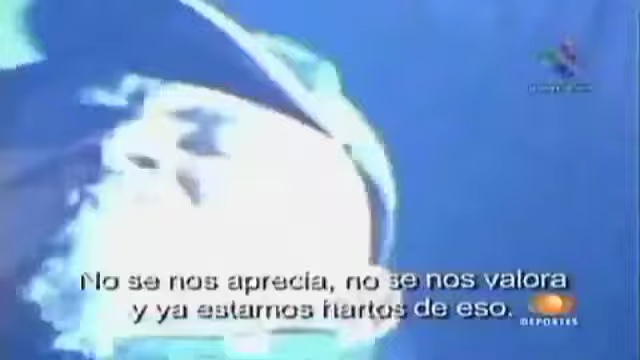 No se nos aprecia, no se nos valora
y ya estamos hartos de eso.
DEPORTES